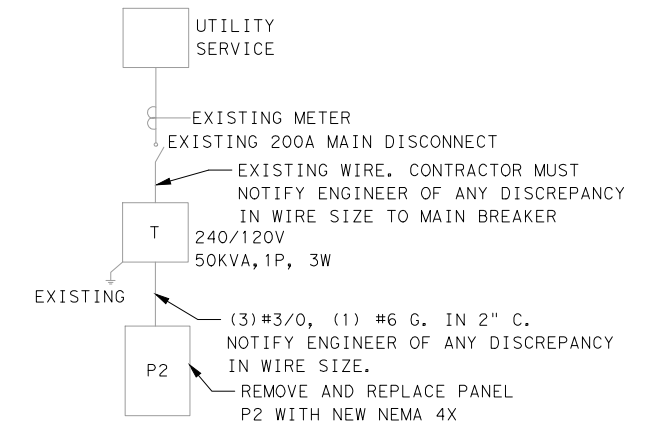 UTILITY
SERVICE
EXISTING METER
EXISTING 200A MAIN DISCONNECT
EXISTING WIRE. CONTRACTOR MUST
NOTIFY ENGINEER OF ANY DISCREPANCY
IN WIRE SIZE TO MAIN BREAKER
T
240/120V
50KVA,1P, 3W
EXISTING
(3)#3/0, (1) #6 G. IN 2" C.
NOTIFY ENGINEER OF ANY DISCREPANCY
IN WIRE SIZE.
P2
REMOVE AND REPLACE PANEL
P2 WITH NEW NEMA 4X